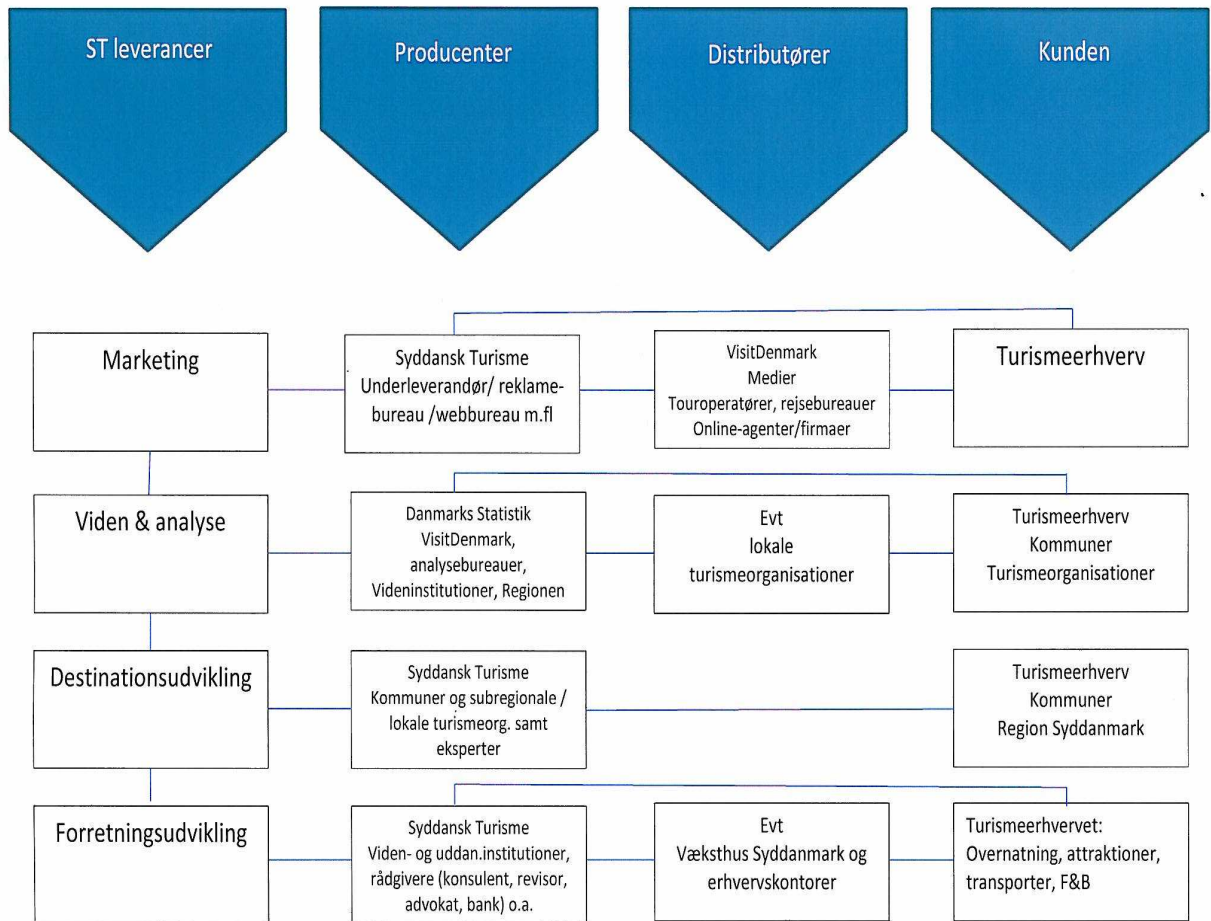 ST leverancer
Producenter
Distributører
Kunden
Marketing
Syddansk Turisme
Underleverandør/ reklame-
bureau /webbureau m.fl
VisitDenmark
Medier
Touroperatører, rejsebureauer
Online-agenter/firmaer
Turismeerhverv
Viden & analyse
Danmarks Statistik
VisitDenmark,
analysebureauer,
Videninstitutioner, Regionen
Evt
lokale
turismeorganisationer
Turismeerhverv
Kommuner
Turismeorganisationer
Destinationsudvikling
Syddansk Turisme
Kommuner og subregionale /
lokale turismeorg. samt
eksperter
Turismeerhverv
Kommuner
Region Syddanmark
Forretningsudvikling
Syddansk Turisme
Viden- og uddan.institutioner,
rådgivere (konsulent, revisor,
advokat, bank) o.a.
Evt
Væksthus Syddanmark og
erhvervskontorer
Turismeerhvervet:
Overnatning, attraktioner,
transporter, F&B